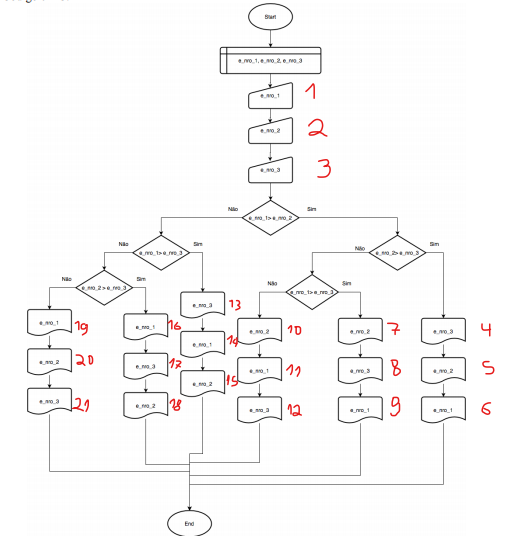 Start
e_nro_1, e_nro_2, e_nro_3
e_nro_1 1
e_nro_2 2
e_nro_3 3
Não e_nro_1> e_nro_2 Sim
Não e_nro_1> e_nro_3 Sim
Não e_nro_2> e_nro_3 Sim
Não e_nro_2 > e_nro_3 Sim
Não e_nro_1> e_nro_3 Sim
e_nro_1 19
e_nro_2 20
e_nro_3 21
e_nro_1 16
e_nro_3 17
e_nro_2 18
e_nro_3 13
e_nro_1 14
e_nro_2 15
e_nro_2 10
e_nro_1 11
e_nro_3 12
e_nro_2 7
e_nro_3 8
e_nro_1 9
e_nro_3 4
e_nro_2 5
e_nro_1 6
End